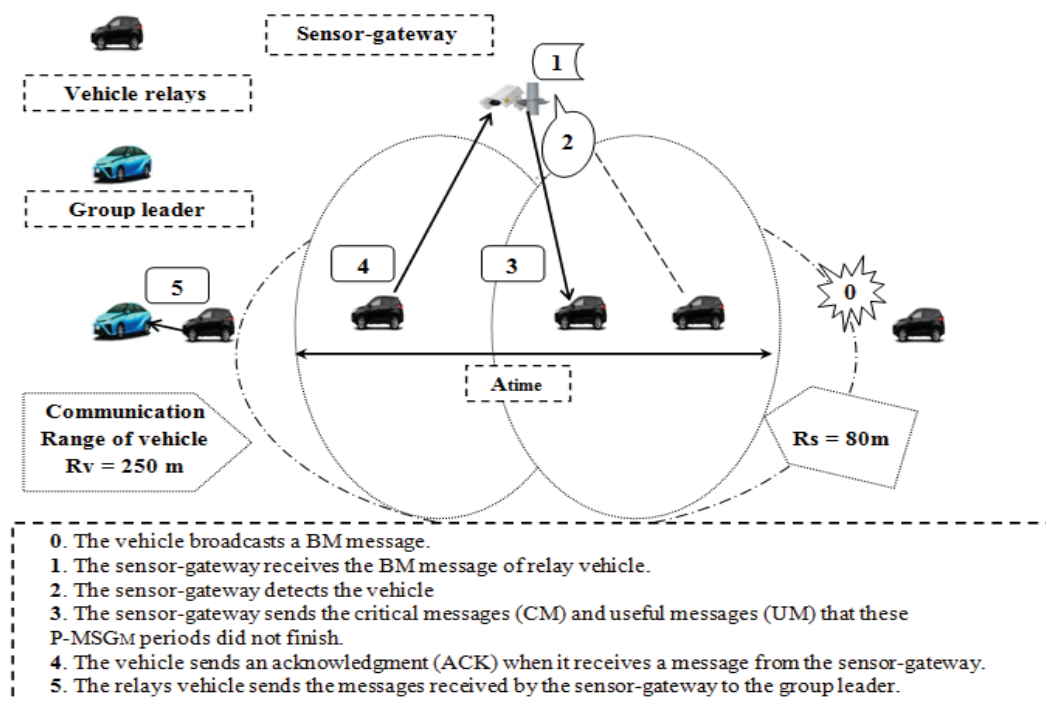 Sensor-gateway
1
Vehicle relays
2
Group leader
4
3
5
0
Atime
Communication
Range of vehicle
Rv = 250 m
Rs = 80m
0. The vehicle broadcasts a BM message.
1. The sensor-gateway receives the BM message of relay vehicle.
2. The sensor-gateway detects the vehicle
3. The sensor-gateway sends the critical messages (CM) and useful messages (UM) that these
P-MSGM periods did not finish.
4. The vehicle sends an acknowledgment (ACK) when it receives a message from the sensor-gateway.
5. The relays vehicle sends the messages received by the sensor-gateway to the group leader.